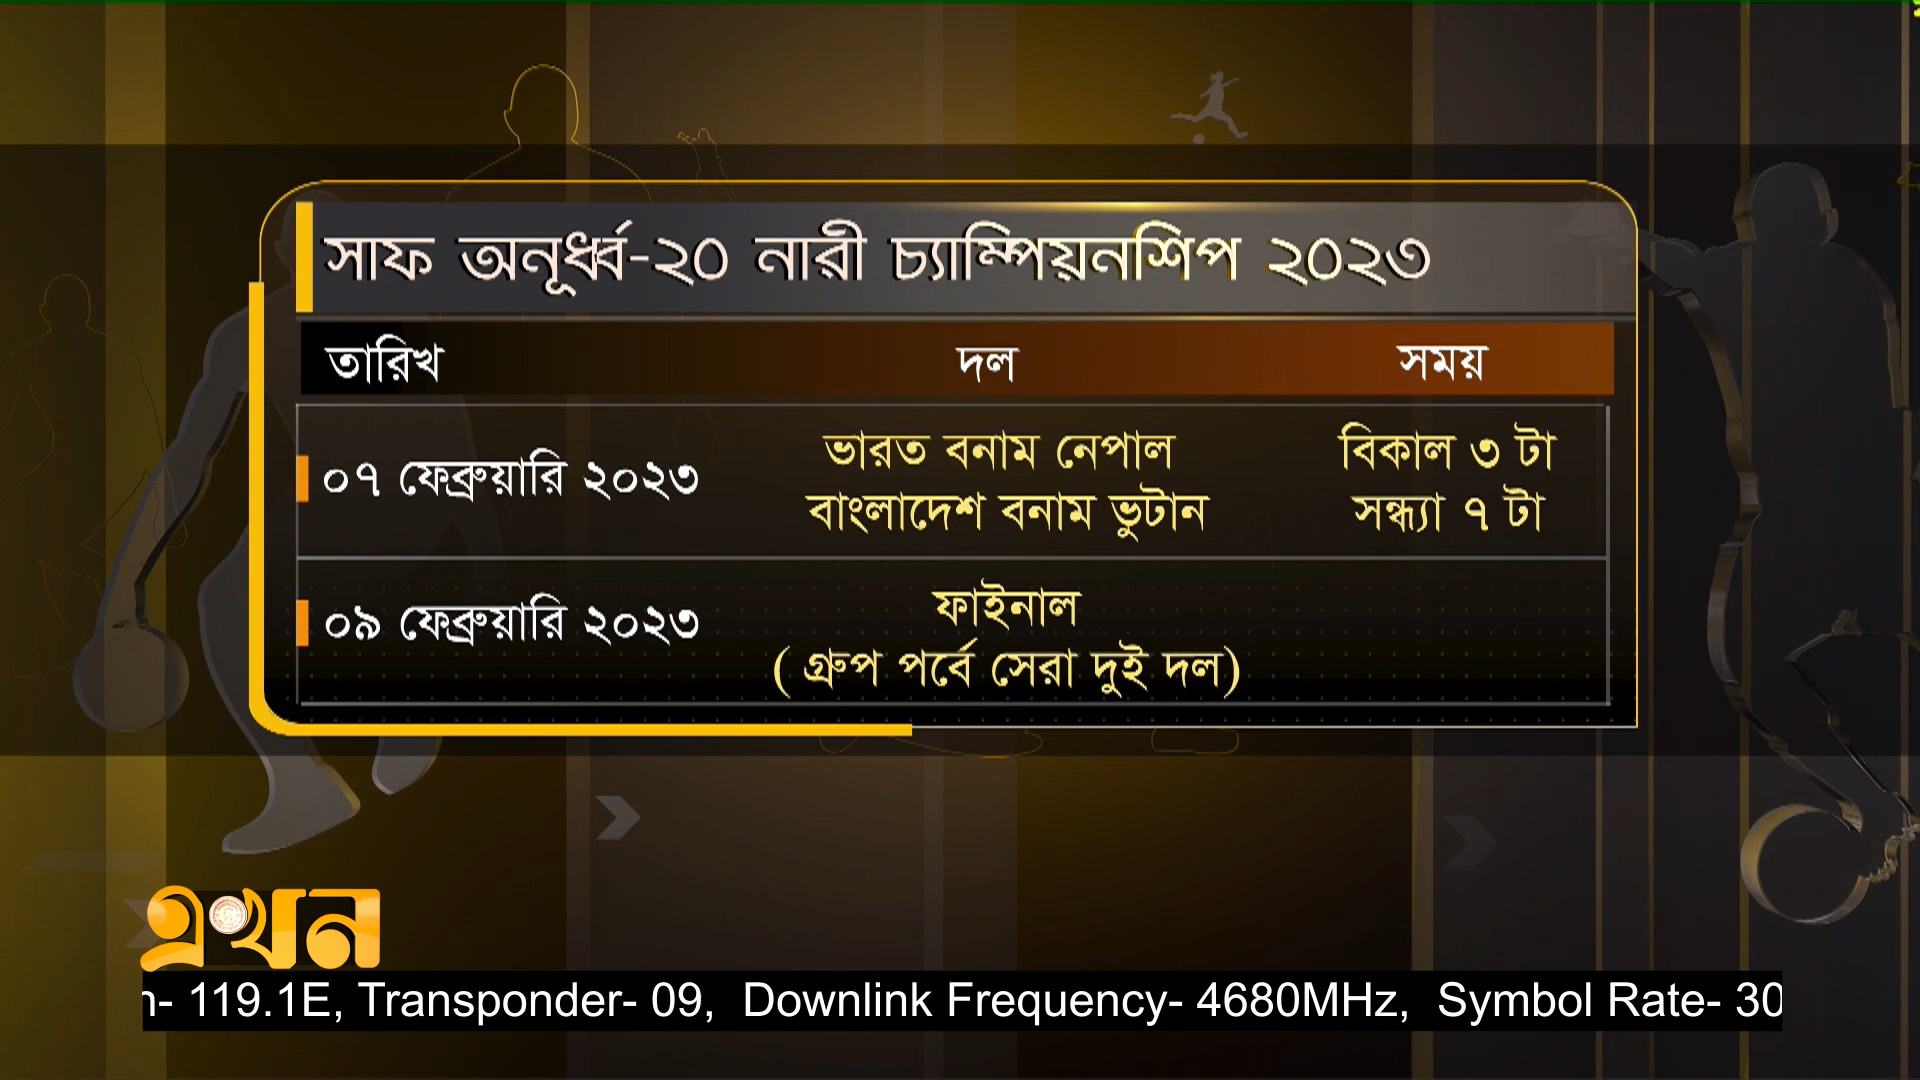 সাফ অনূর্ধ্ব-২০ নারী চ্যাম্পিয়নশিপ ২০২৩
তারিখ দল সময়
০৭ ফেব্রুয়ারি ২০২৩
ভারত বনাম নেপাল বিকাল ৩ টা
বাংলাদেশ বনাম ভুটান সন্ধ্যা ৭ টা
০৯ ফেব্রুয়ারি ২০২৩
ফাইনাল
( গ্রুপ পর্বে সেরা দুই দল)
এখন
- 119.1E, Transponder- 09, Downlink Frequency- 4680MHz, Symbol Rate- 30